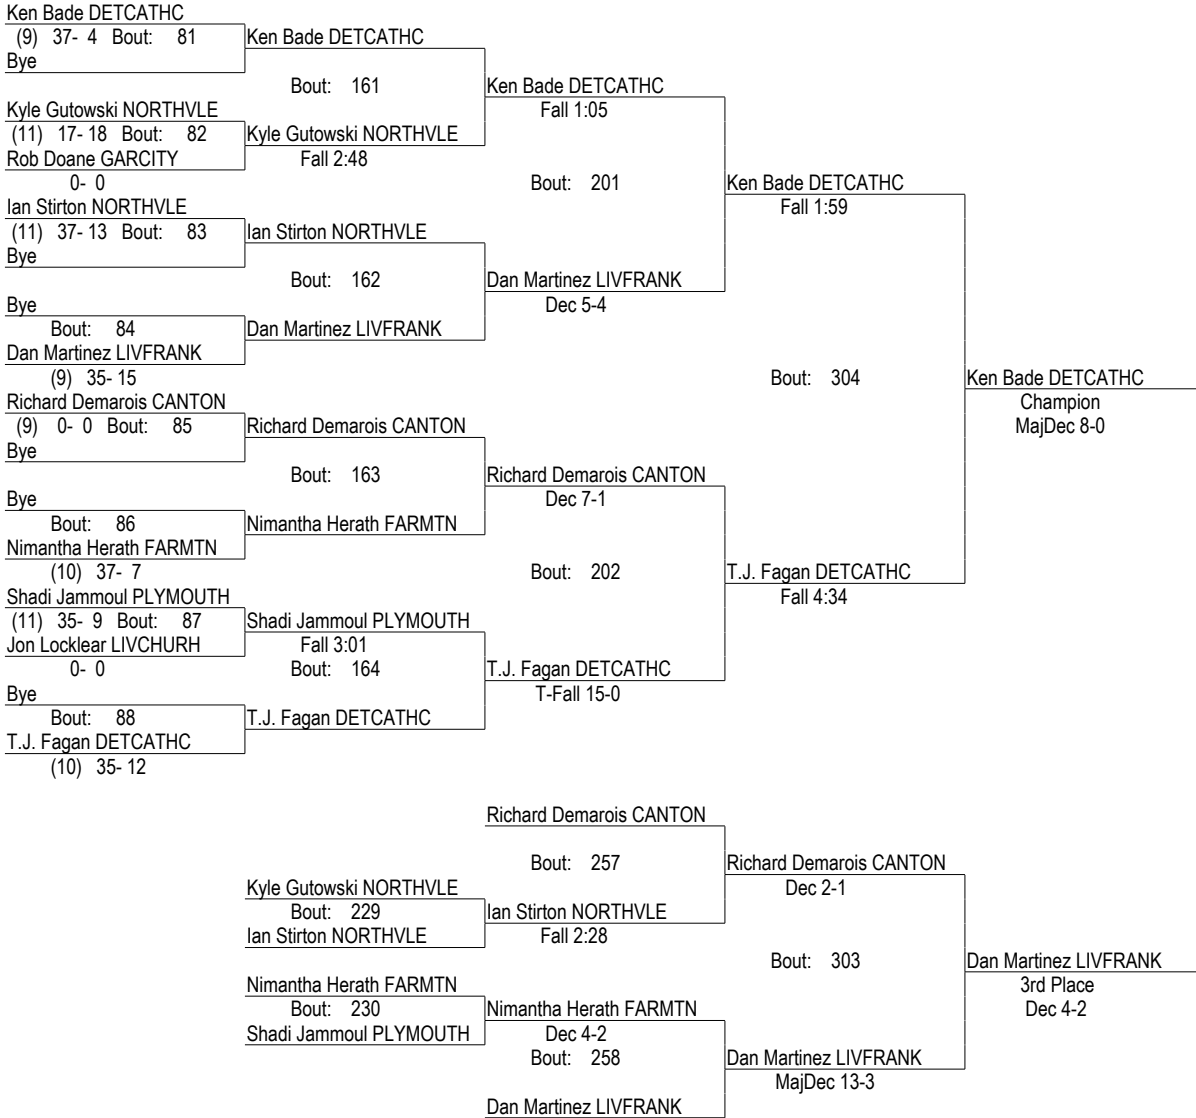 Ken Bade DETCATHC
(9) 37- 4 Bout: 81
Bye
Ken Bade DETCATHC
Bout: 161
Kyle Gutowski NORTHVLE
(11) 17- 18 Bout: 82
Rob Doane GARCITY
0- 0
Kyle Gutowski NORTHVLE
Fall 2:48
Ken Bade DETCATHC
Fall 1:05
Bout: 201
Ian Stirton NORTHVLE
(11) 37- 13 Bout: 83
Bye
Ian Stirton NORTHVLE
Bout: 162
Bye
Bout: 84
Dan Martinez LIVFRANK
(9) 35- 15
Dan Martinez LIVFRANK
Dan Martinez LIVFRANK
Dec 5-4
Ken Bade DETCATHC
Fall 1:59
Bout: 304
Ken Bade DETCATHC
Champion
MajDec 8-0
Richard Demarois CANTON
(9) 0- 0 Bout: 85
Bye
Richard Demarois CANTON
Bout: 163
Bye
Bout: 86
Nimantha Herath FARMTN
(10) 37- 7
Nimantha Herath FARMTN
Richard Demarois CANTON
Dec 7-1
Bout: 202
Shadi Jammoul PLYMOUTH
(11) 35- 9 Bout: 87
Jon Locklear LIVCHURH
0- 0
Shadi Jammoul PLYMOUTH
Fall 3:01
Bout: 164
Bye
Bout: 88
T.J. Fagan DETCATHC
(10) 35- 12
T.J. Fagan DETCATHC
T.J. Fagan DETCATHC
T-Fall 15-0
T.J. Fagan DETCATHC
Fall 4:34
Richard Demarois CANTON
Bout: 257
Kyle Gutowski NORTHVLE
Bout: 229
Ian Stirton NORTHVLE
Ian Stirton NORTHVLE
Fall 2:28
Richard Demarois CANTON
Dec 2-1
Bout: 303
Dan Martinez LIVFRANK
3rd Place
Dec 4-2
Nimantha Herath FARMTN
Bout: 230
Shadi Jammoul PLYMOUTH
Nimantha Herath FARMTN
Dec 4-2
Bout: 258
Dan Martinez LIVFRANK
Dan Martinez LIVFRANK
MajDec 13-3